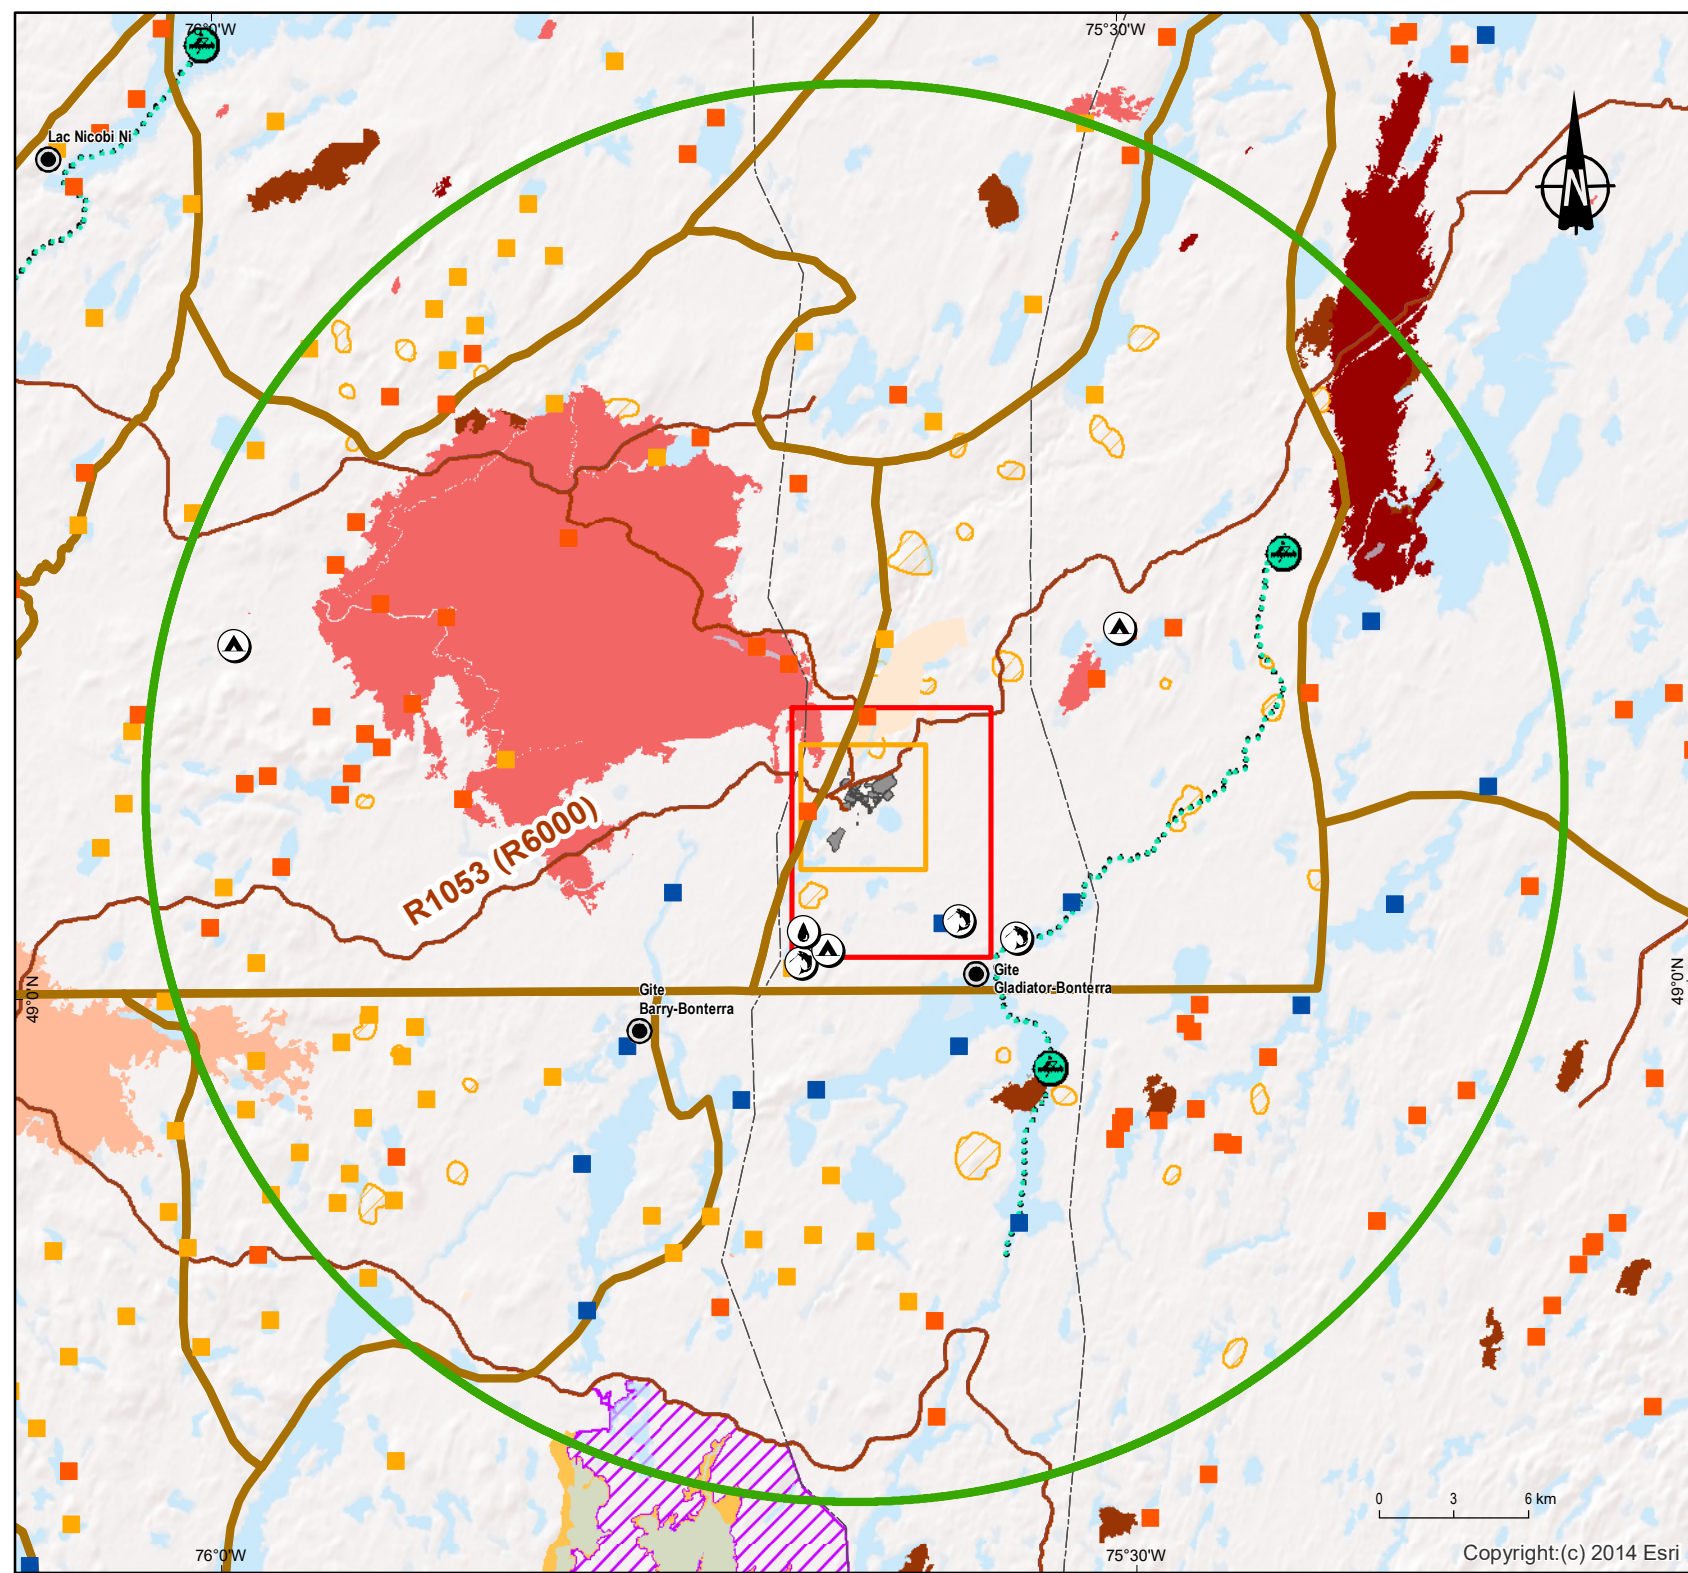 76°0'W
75°30'W
Lac Nicobi Ni
N
R1053 (R6000)
49°0'N
49°0'N
Gite
Gladiator-Bonterra
Gite
Barry-Bonterra
0 3 6 km
76°0'W
75°30'W
Copyright:(c) 2014 Esri